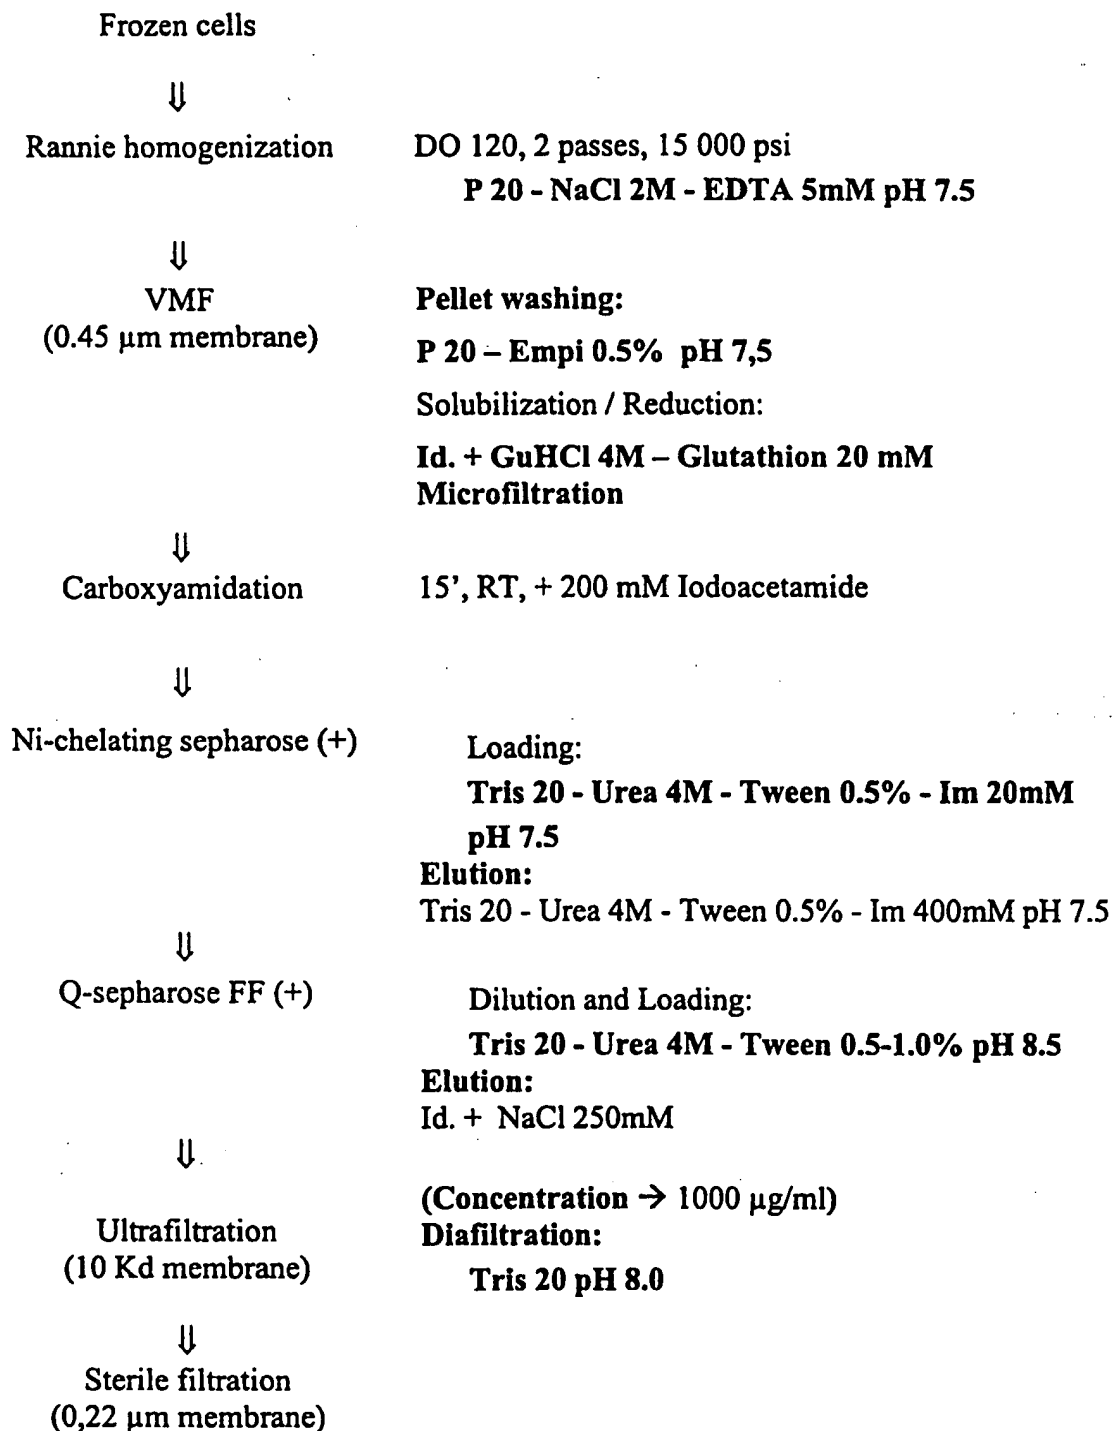 Frozen cells
⇓
Rannie homogenization DO 120, 2 passes, 15 000 psi
P 20 - NaCl 2M - EDTA 5mM pH 7.5
⇓
VMF Pellet washing:
(0.45 µm membrane) P 20 – Empi 0.5% pH 7,5
Solubilization / Reduction:
Id. + GuHCl 4M – Glutathion 20 mM
Microfiltration
⇓
Carboxyamidation 15’, RT, + 200 mM Iodoacetamide
⇓
Ni-chelating sepharose (+) Loading:
Tris 20 - Urea 4M - Tween 0.5% - Im 20mM
pH 7.5
Elution:
Tris 20 - Urea 4M - Tween 0.5% - Im 400mM pH 7.5
⇓
Q-sepharose FF (+) Dilution and Loading:
Tris 20 - Urea 4M - Tween 0.5-1.0% pH 8.5
Elution:
Id. + NaCl 250mM
⇓
(Concentration → 1000 µg/ml)
Ultrafiltration Diafiltration:
(10 Kd membrane) Tris 20 pH 8.0
⇓
Sterile filtration
(0,22 µm membrane)